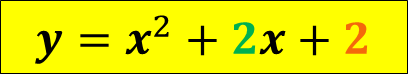 y = x² + 2x + 2